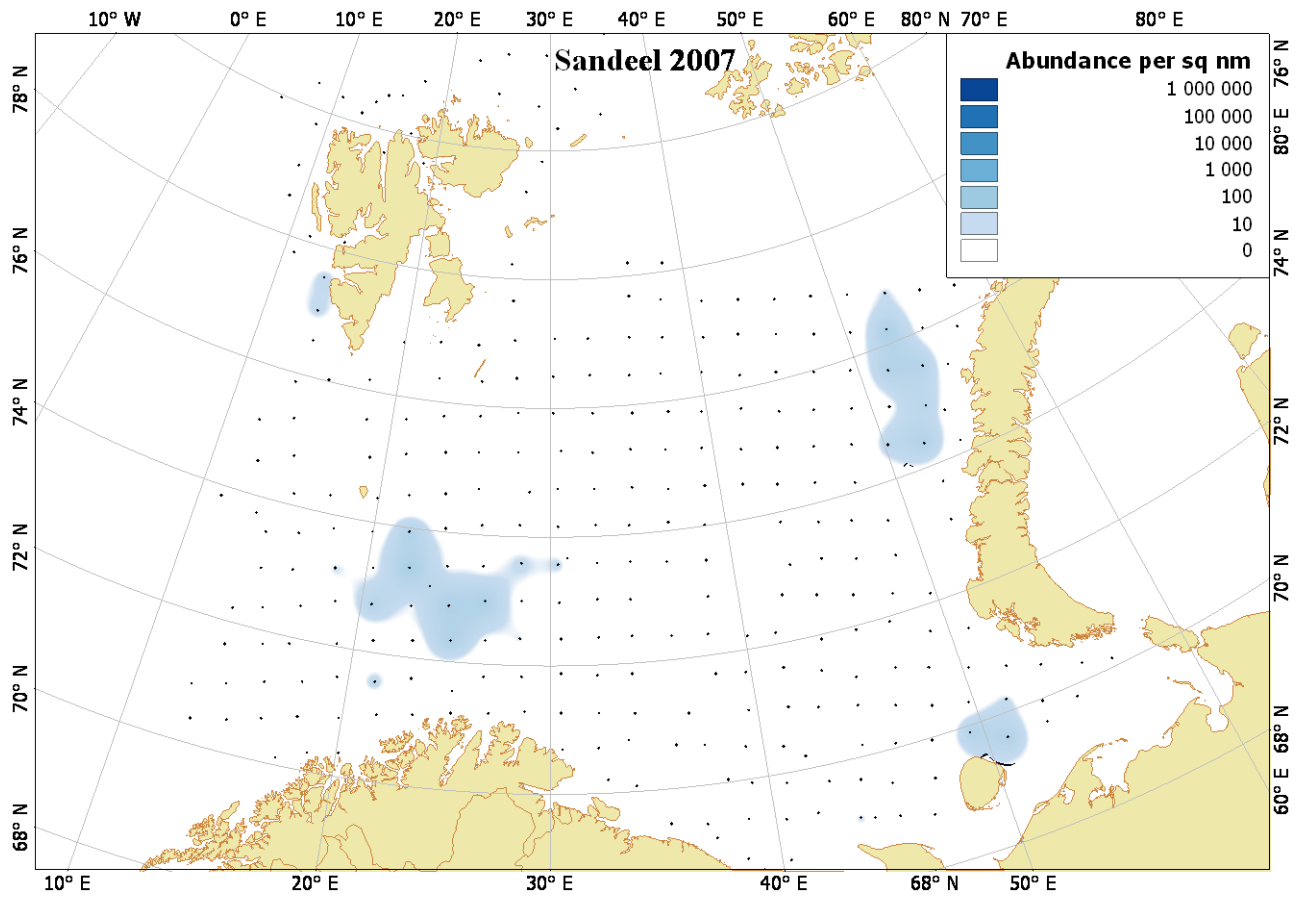 10° W 0° E 10° E 20° E 30° E 40° E 50° E 60° E 80° N 70° E 80° E
Sandeel 2007
Abundance per sq nm
1 000 000
100 000
10 000
1 000
100
10
0
78° N
76° N
74° N
72° N
70° N
68° N
76° N
80° E
74° N
72° N
70° N
68° N
60° E
10° E 20° E 30° E 40° E 68° N 50° E